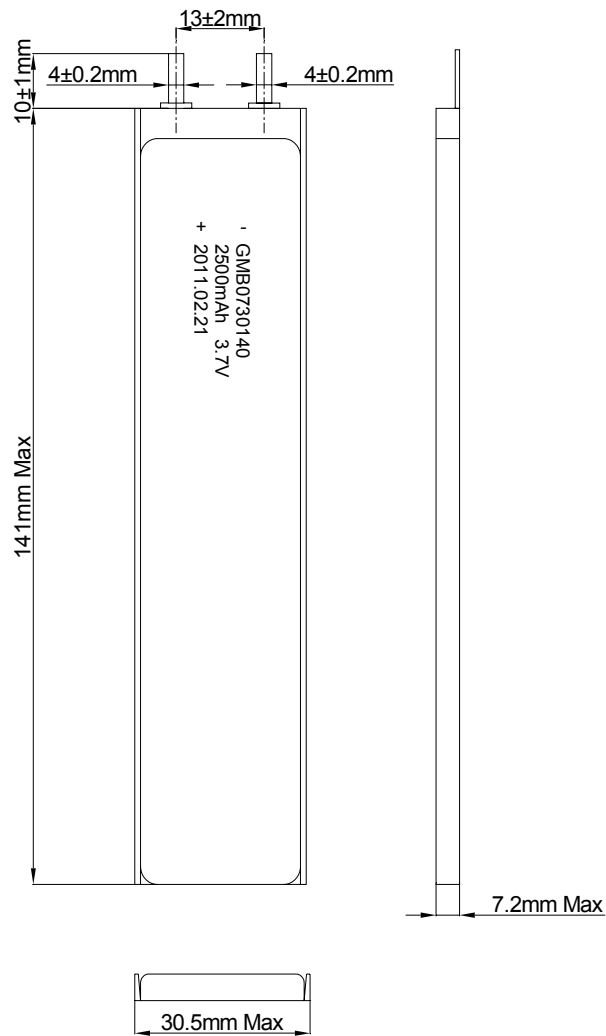 13±2mm
4±0.2mm
4±0.2mm
10±1mm
- GMB0730140
2500mAh 3.7V
+ 2011.02.21
141mm Max
7.2mm Max
30.5mm Max